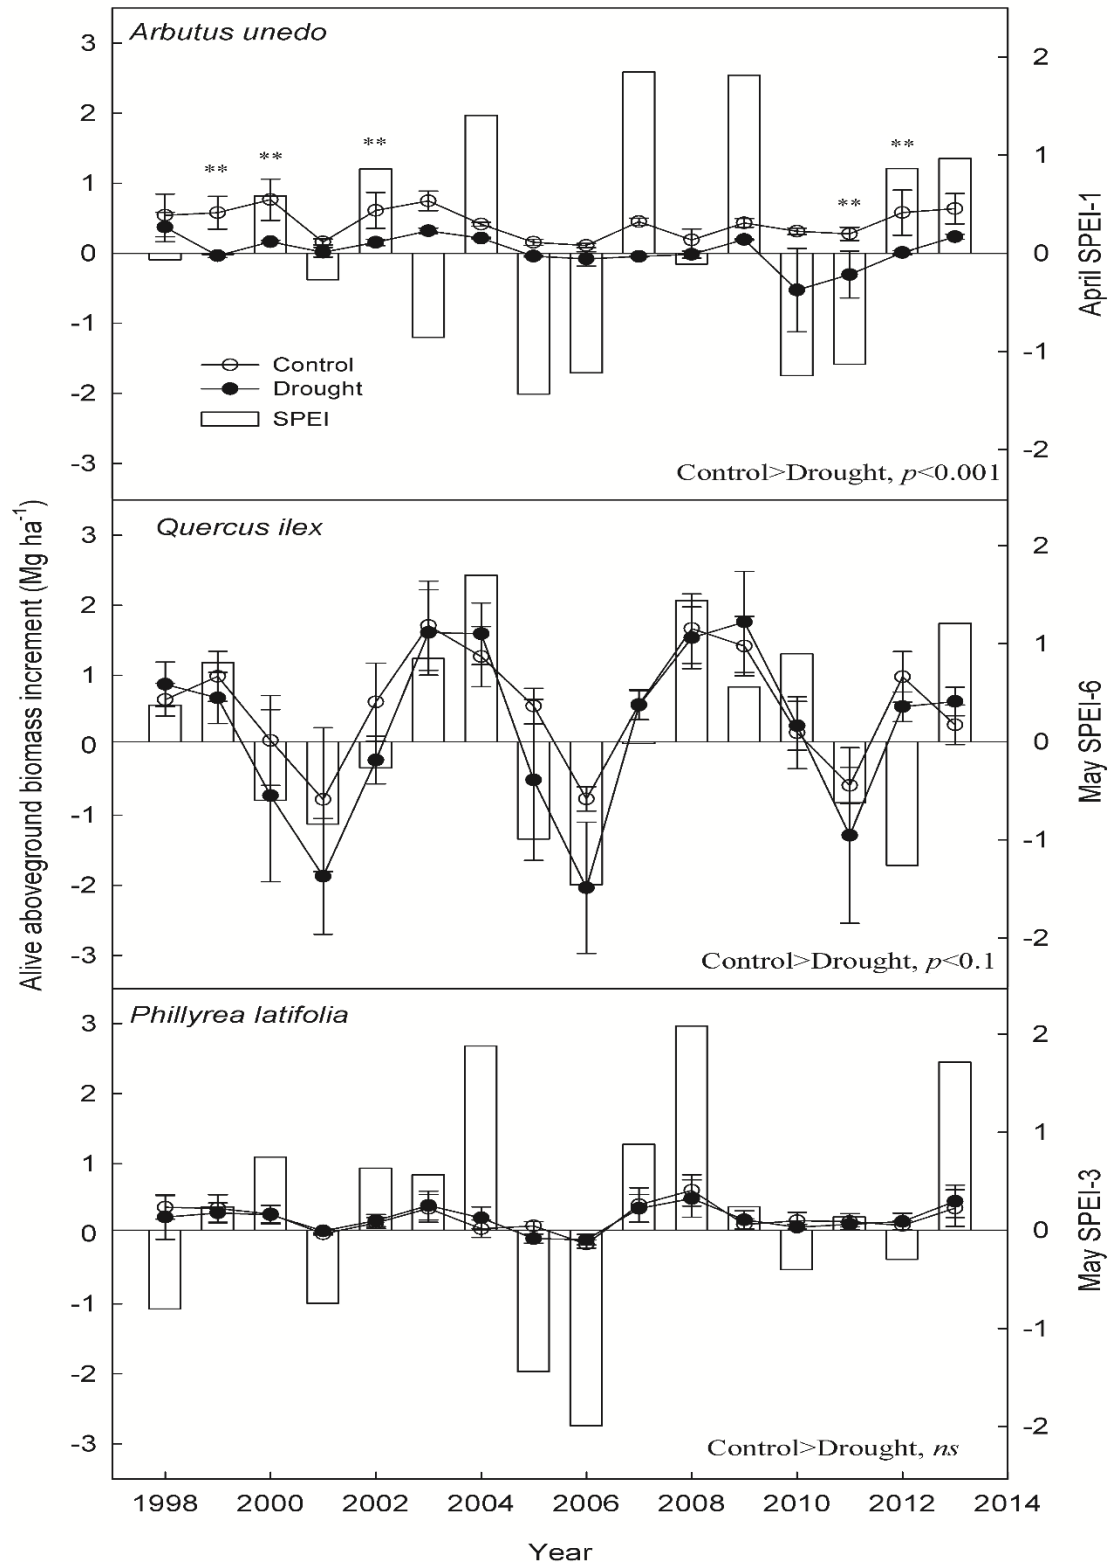 Arbutus unedo
3
2
1
0
-1
-2
-3
2
1
0
-1
-2
**
**
**
**
**
Control
Drought
SPEI
Control>Drought, p<0.001
April SPEI-1
Alive aboveground biomass increment (Mg ha⁻¹)
Quercus ilex
3
2
1
0
-1
-2
-3
2
1
0
-1
-2
Control>Drought, p<0.1
May SPEI-6
Phillyrea latifolia
3
2
1
0
-1
-2
-3
2
1
0
-1
-2
Control>Drought, ns
May SPEI-3
1998 2000 2002 2004 2006 2008 2010 2012 2014
Year